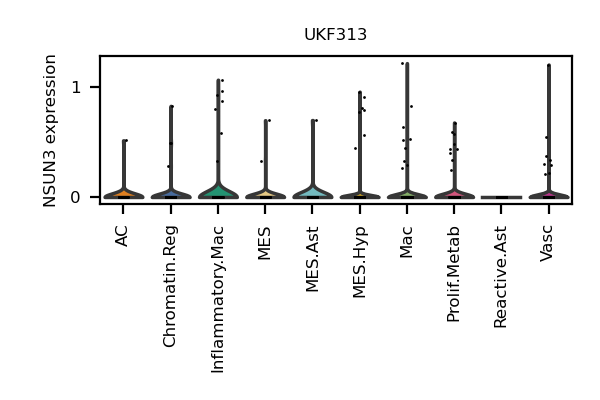 UKF313
NSUN3 expression
1
0
AC
Chromatin.Reg
Inflammatory.Mac
MES
MES.Ast
MES.Hyp
Mac
Prolif.Metab
Reactive.Ast
Vasc